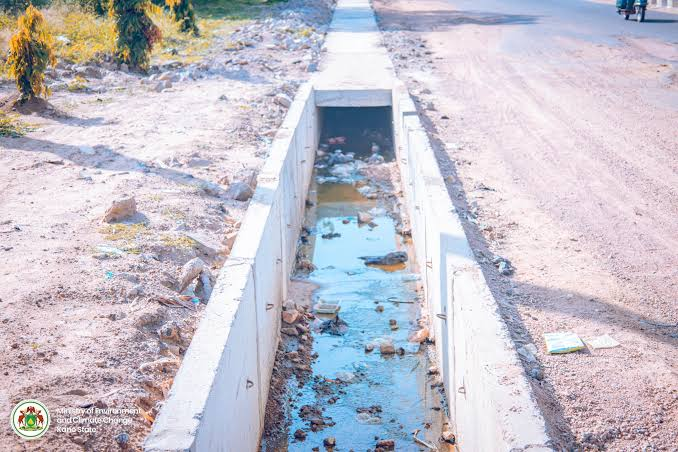 Ministry of Environment
and Climate Change
Kano State